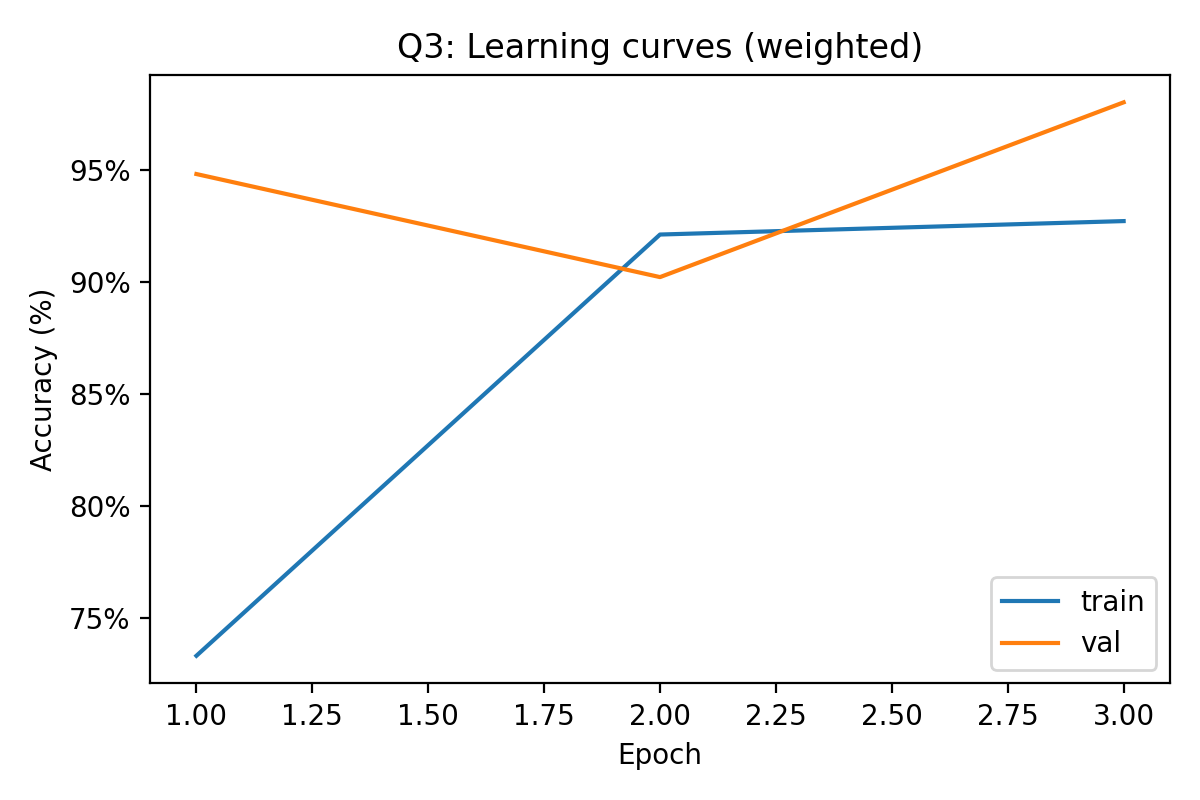 Q3: Learning curves (weighted)
95%
90%
85%
80%
75%
Accuracy (%)
train
val
1.00 1.25 1.50 1.75 2.00 2.25 2.50 2.75 3.00
Epoch